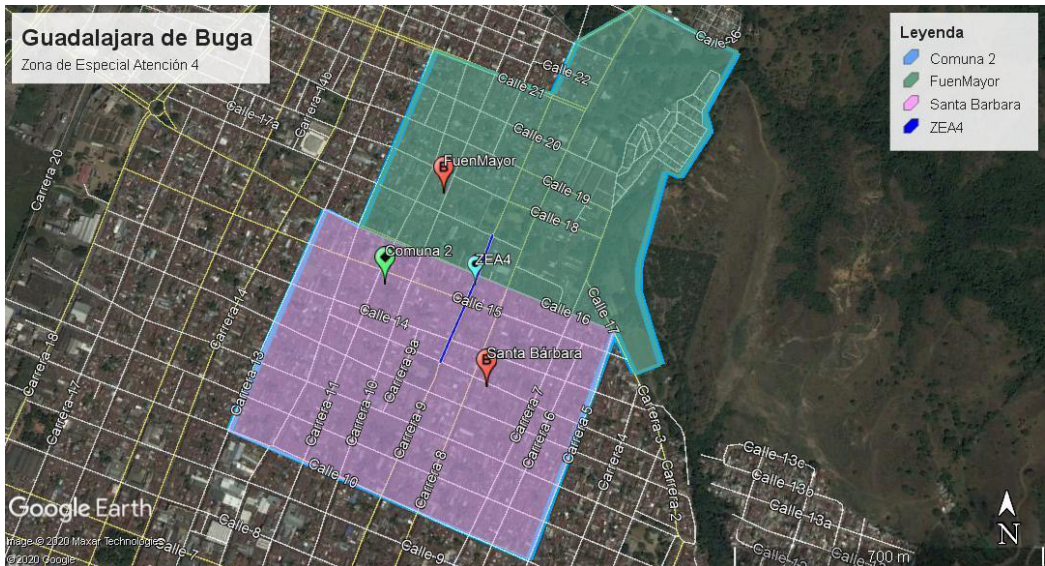 Guadalajara de Buga
Zona de Especial Atención 4
Leyenda
Comuna 2
FuenMayor
Santa Barbara
ZEA4
Calle 26
Calle 22
Calle 21
Carrera 14b
Calle 17a
Calle 20
FuenMayor
Carrera 20
Calle 19
Calle 18
Comuna 2
ZEA4
Calle 15
Calle 16
Calle 17
Calle 14
Carrera 14
Santa Bárbara
Carrera 18
Carrera 17
Carrera 13
Carrera 11
Carrera 10
Carrera 9a
Carrera 9
Carrera 8
Carrera 7
Carrera 6
Carrera 5
Carrera 4
Carrera 3
Carrera 2
Calle 10
Calle 13c
Calle 13b
Calle 13a
Google Earth
Calle 8
Calle 7
Calle 9
Image © 2020 Maxar Technologies
© 2020 Google
N
700 m